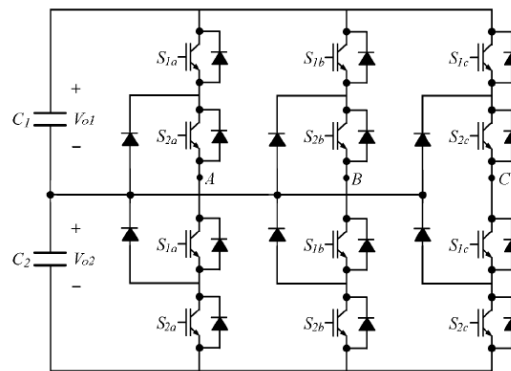 S1a S1b S1c
+
C1 Vo1
−
S2a S2b S2c
A B C
+
C2 Vo2
−
S1a S1b S1c
S2a S2b S2c